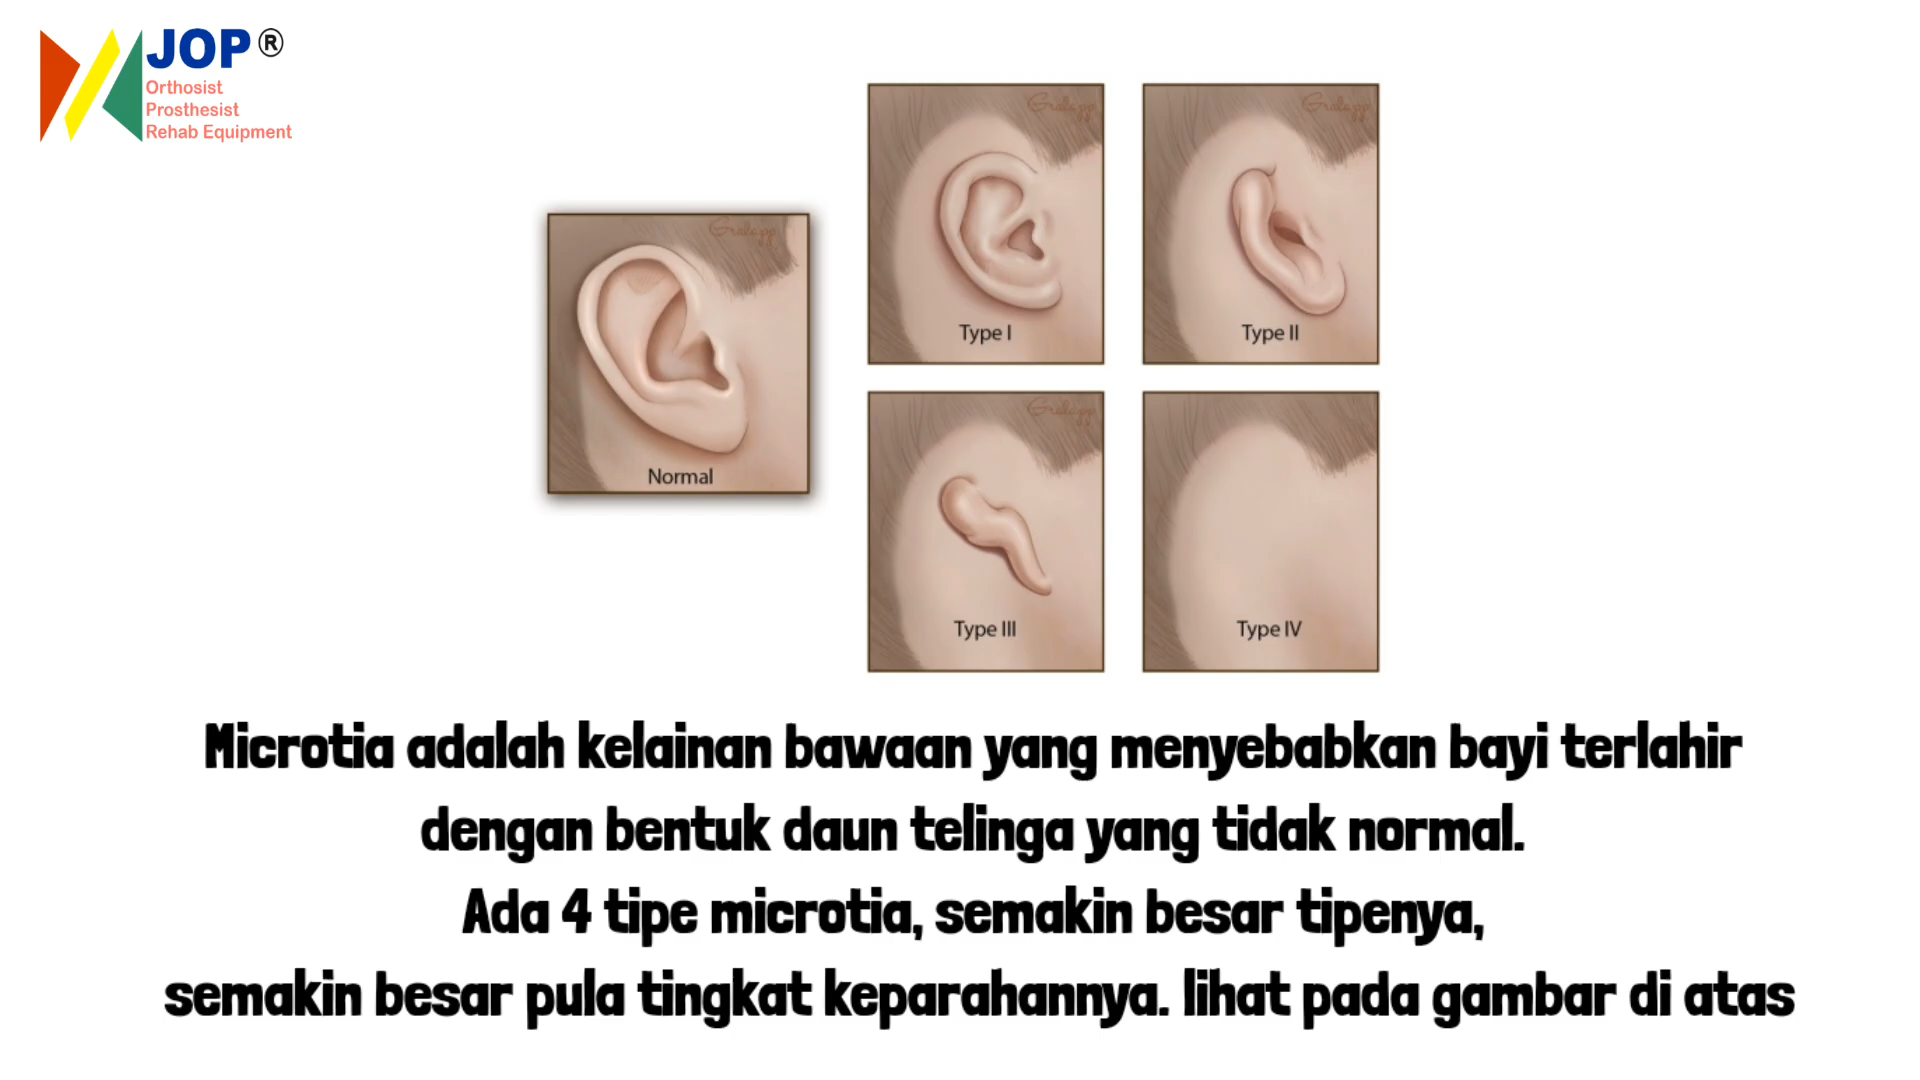 JOP ®
Orthosist
Prosthesist
Rehab Equipment
Normal
Type I
Type II
Type III
Type IV
Microtia adalah kelainan bawaan yang menyebabkan bayi terlahir
dengan bentuk daun telinga yang tidak normal.
Ada 4 tipe microtia, semakin besar tipenya,
semakin besar pula tingkat keparahannya. lihat pada gambar di atas